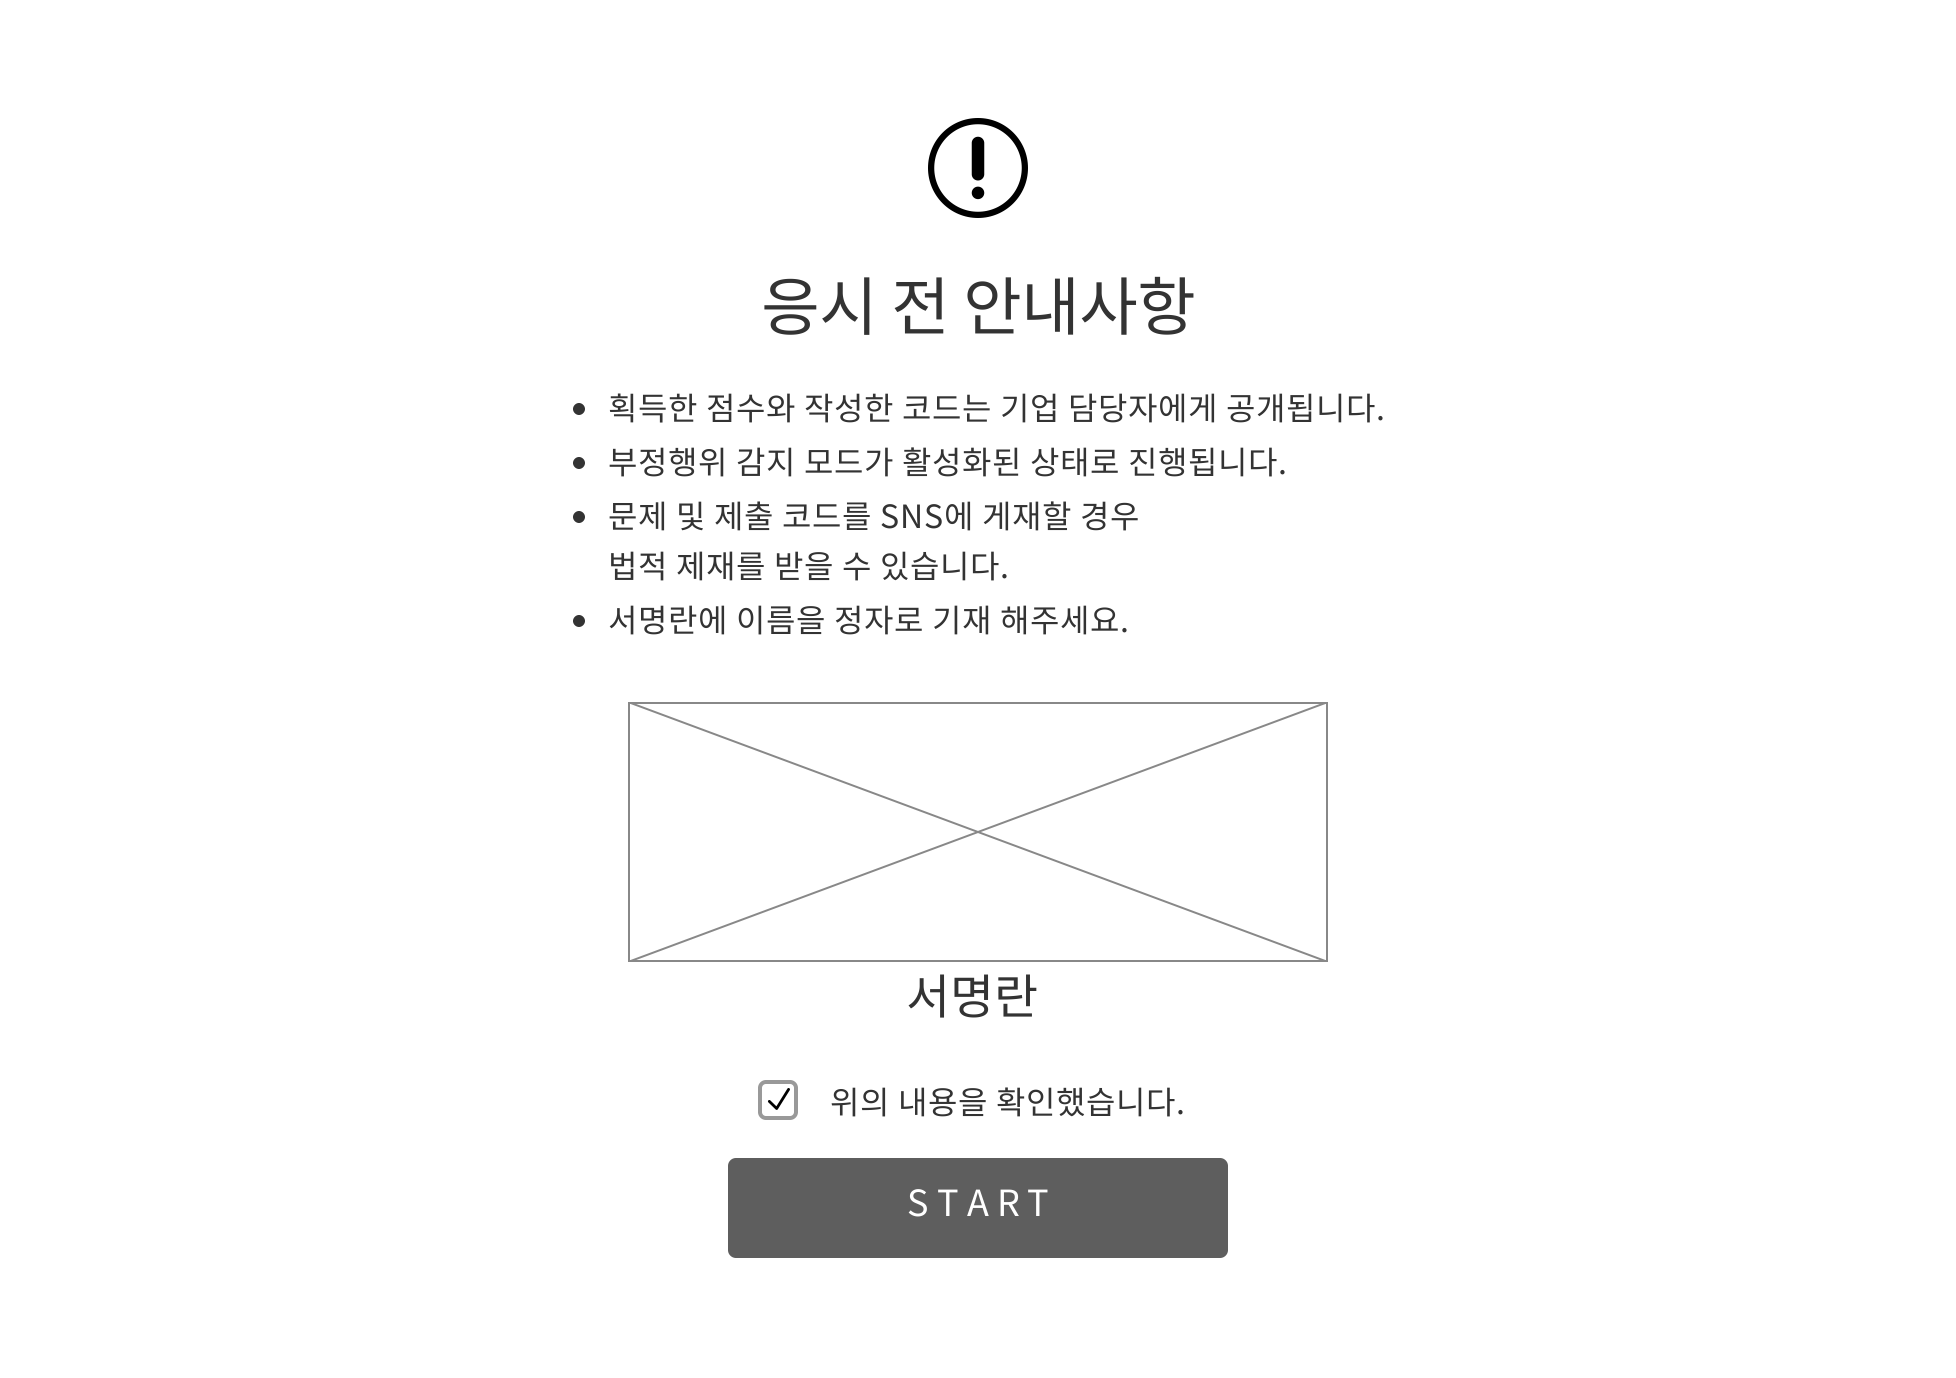 응시 전 안내사항
획득한 점수와 작성한 코드는 기업 담당자에게 공개됩니다.
부정행위 감지 모드가 활성화된 상태로 진행됩니다.
문제 및 제출 코드를 SNS에 게재할 경우
법적 제재를 받을 수 있습니다.
서명란에 이름을 정자로 기재 해주세요.
서명란
위의 내용을 확인했습니다.
START